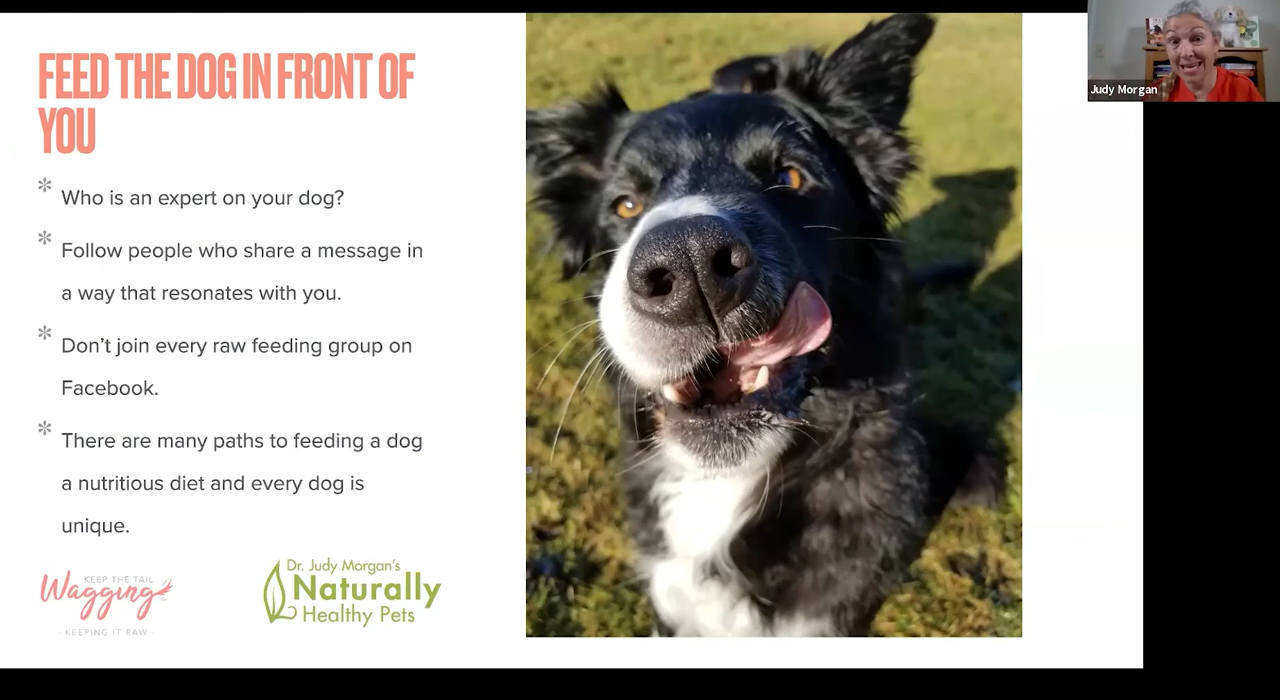 FEED THE DOG IN FRONT OF
YOU
* Who is an expert on your dog?
* Follow people who share a message in
a way that resonates with you.
* Don’t join every raw feeding group on
Facebook.
* There are many paths to feeding a dog
a nutritious diet and every dog is
unique.
KEEP THE TAIL
Wagging
- KEEPING IT RAW -
Dr. Judy Morgan's
Naturally
Healthy Pets
Judy Morgan